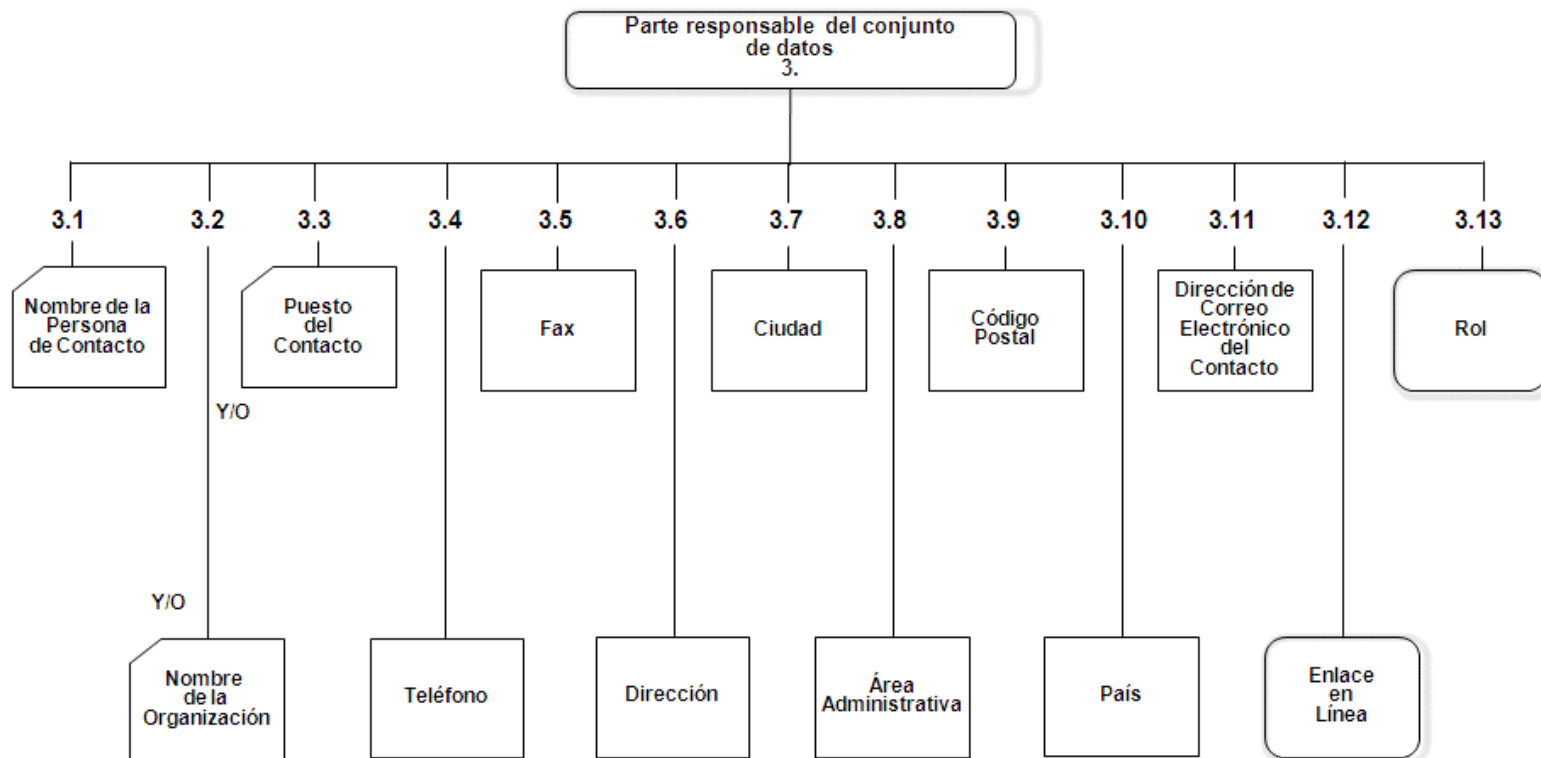 Parte responsable del conjunto
de datos
3.
3.1
3.2
3.3
3.4
3.5
3.6
3.7
3.8
3.9
3.10
3.11
3.12
3.13
Nombre de la
Persona
de Contacto
Puesto
del
Contacto
Fax
Ciudad
Código
Postal
Dirección de
Correo
Electrónico
del
Contacto
Rol
Y/O
Y/O
Nombre
de la
Organización
Teléfono
Dirección
Área
Administrativa
País
Enlace
en
Línea